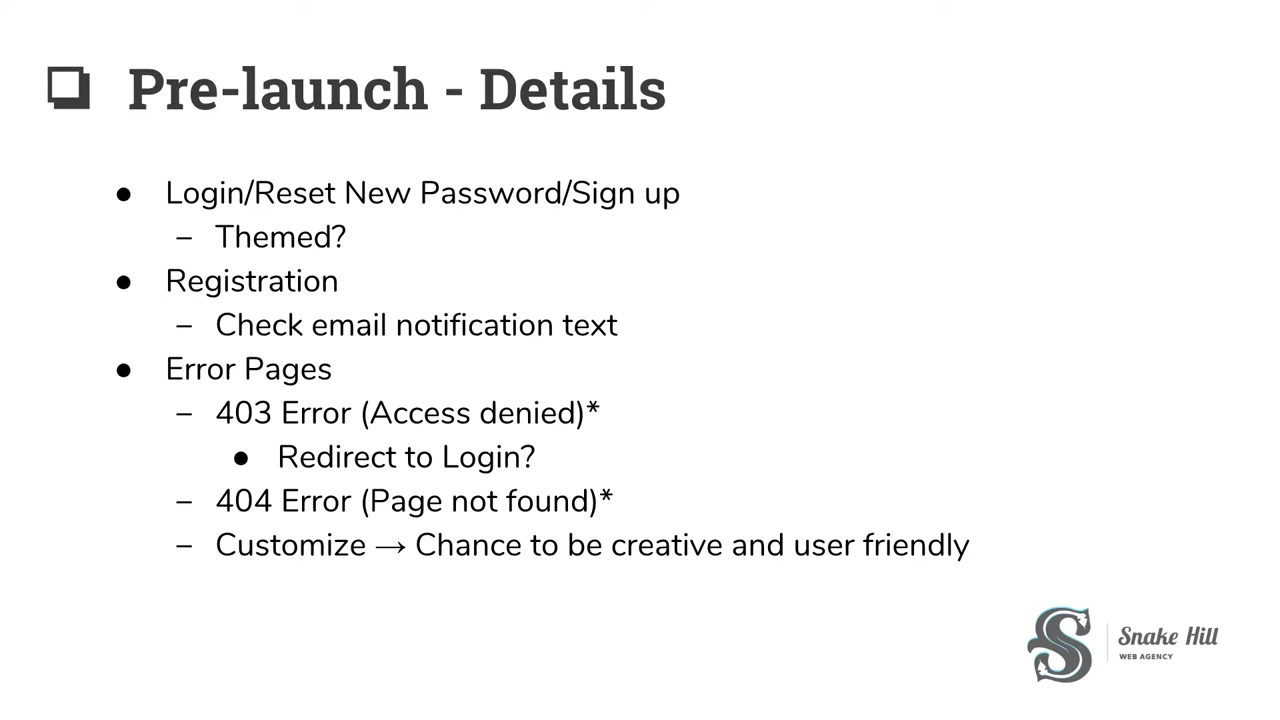 ❏ Pre-launch - Details
● Login/Reset New Password/Sign up
– Themed?
● Registration
– Check email notification text
● Error Pages
– 403 Error (Access denied)*
● Redirect to Login?
– 404 Error (Page not found)*
– Customize → Chance to be creative and user friendly
S
Snake Hill
WEB AGENCY